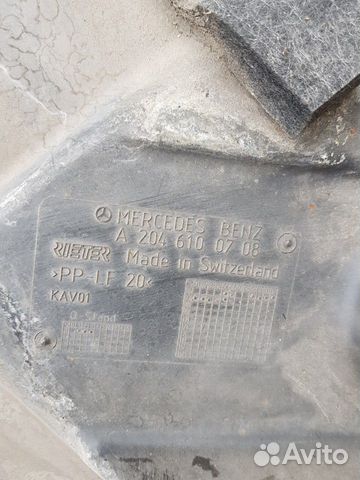 MERCEDES BENZ
A 204 610 07 08
RIETER Made in Switzerland
>PP-LF 20<
KAV01
Avito